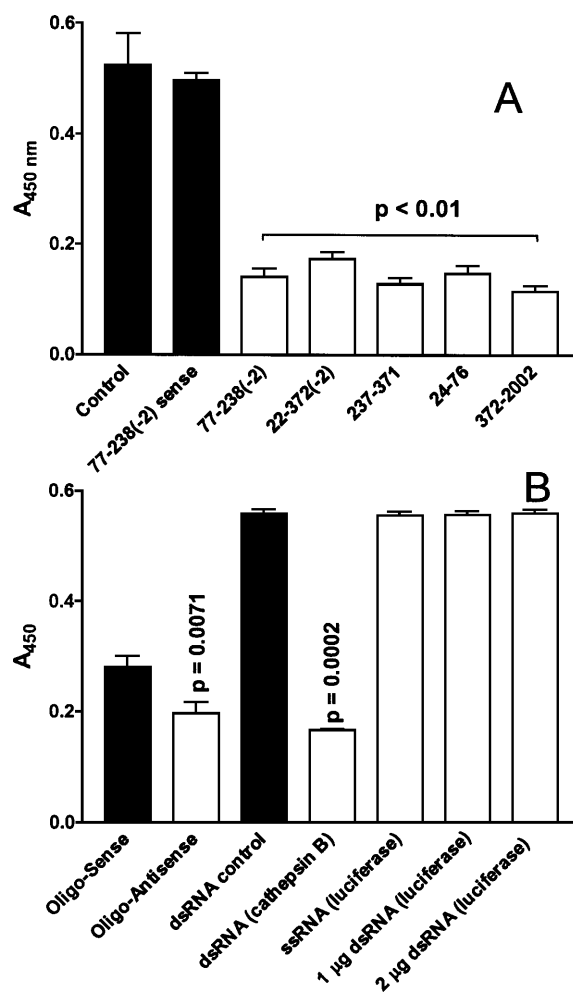 0.6
0.4
0.2
0.0
A450 nm
A
p < 0.01
Control
77-238(-2) sense
77-238(-2)
22-372(-2)
237-371
24-76
372-2002
B
0.6
0.4
0.2
0.0
A450
p = 0.0071
p = 0.0002
Oligo-Sense
Oligo-Antisense
dsRNA control
dsRNA (cathepsin B)
ssRNA (luciferase)
1 µg dsRNA (luciferase)
2 µg dsRNA (luciferase)